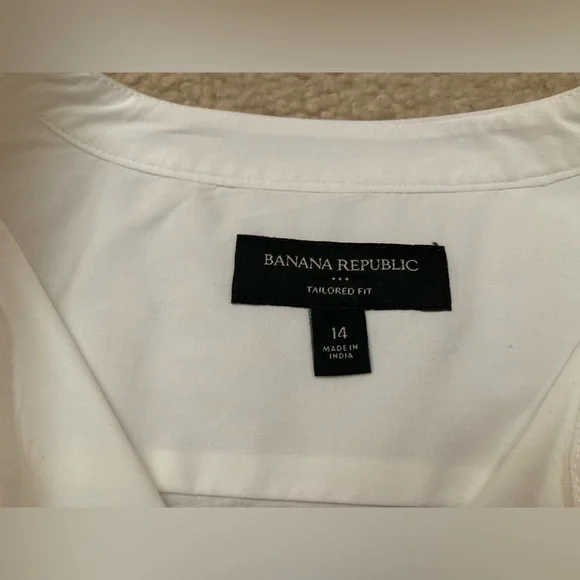 BANANA REPUBLIC
TAILORED FIT
14
MADE IN
INDIA